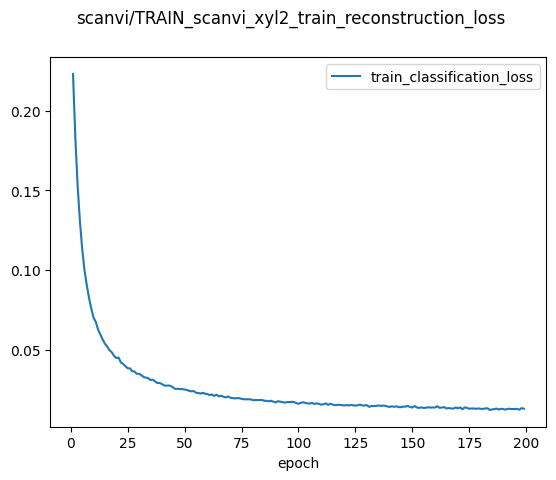 scanvi/TRAIN_scanvi_xyl2_train_reconstruction_loss
train_classification_loss
0.20
0.15
0.10
0.05
0 25 50 75 100 125 150 175 200
epoch